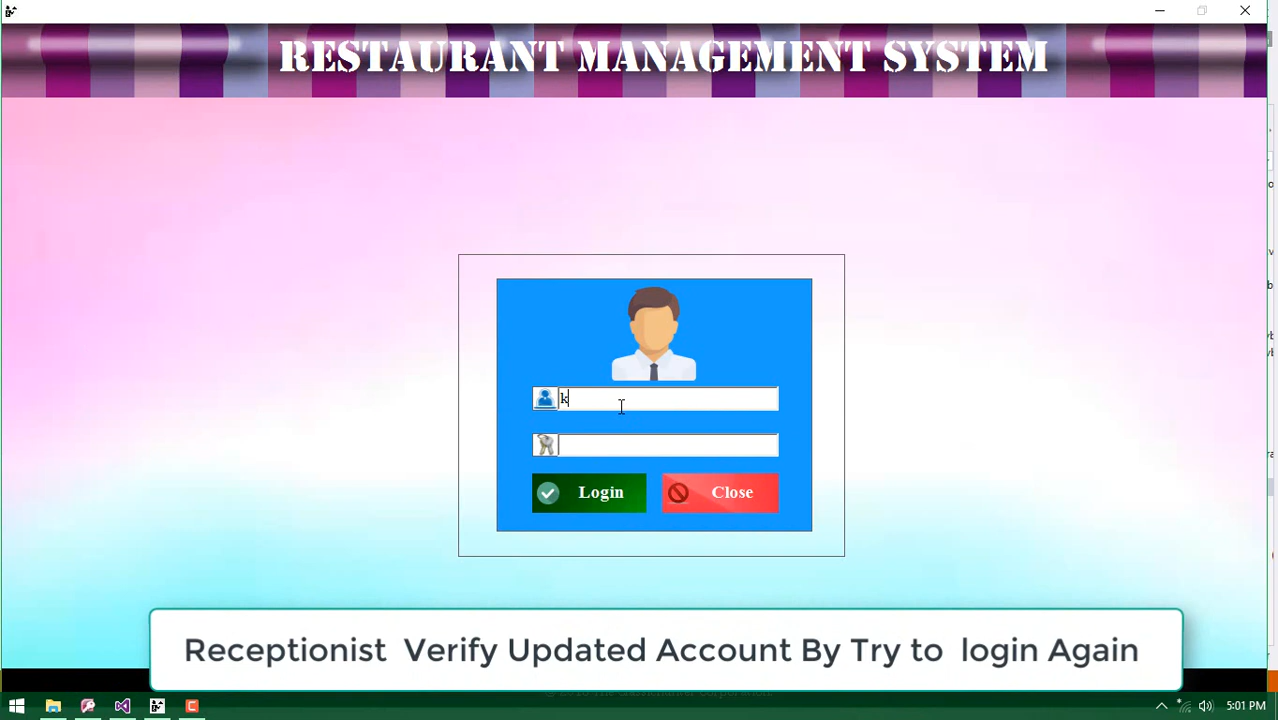 RESTAURANT MANAGEMENT SYSTEM
k
Login
Close
Receptionist Verify Updated Account By Try to login Again
5:01 PM